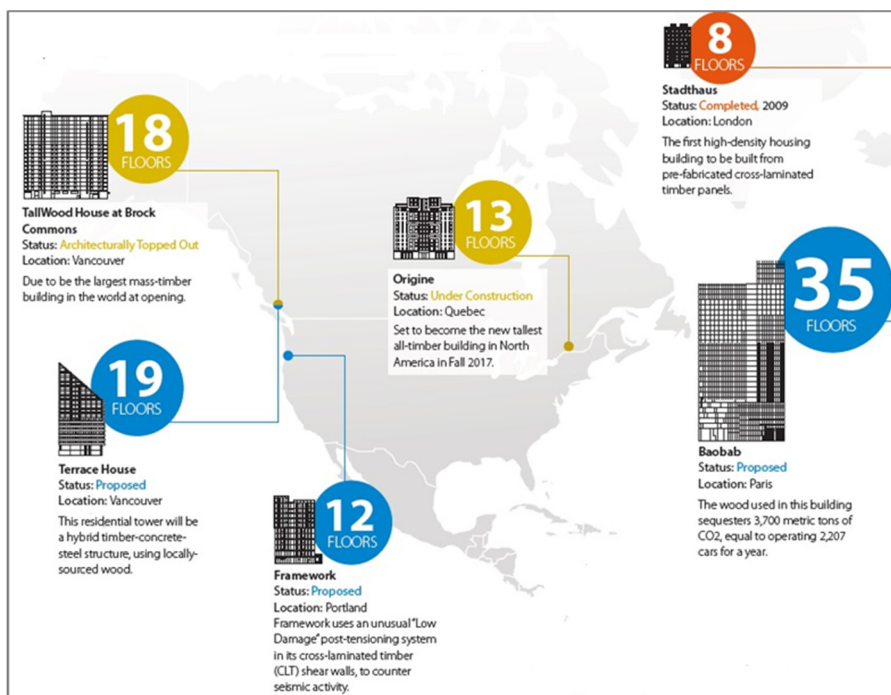 18
FLOORS
TallWood House at Brock
Commons
Status: Architecturally Topped Out
Location: Vancouver
Due to be the largest mass-timber
building in the world at opening.
19
FLOORS
Terrace House
Status: Proposed
Location: Vancouver
This residential tower will be
a hybrid timber-concrete-
steel structure, using locally-
sourced wood.
12
FLOORS
Framework
Status: Proposed
Location: Portland
Framework uses an unusual "Low
Damage" post-tensioning system
in its cross-laminated timber
(CLT) shear walls, to counter
seismic activity.
13
FLOORS
Origine
Status: Under Construction
Location: Quebec
Set to become the new tallest
all-timber building in North
America in Fall 2017.
8
FLOORS
Stadthaus
Status: Completed, 2009
Location: London
The first high-density housing
building to be built from
pre-fabricated cross-laminated
timber panels.
35
FLOORS
Baobab
Status: Proposed
Location: Paris
The wood used in this building
sequesters 3,700 metric tons of
CO2, equal to operating 2,207
cars for a year.